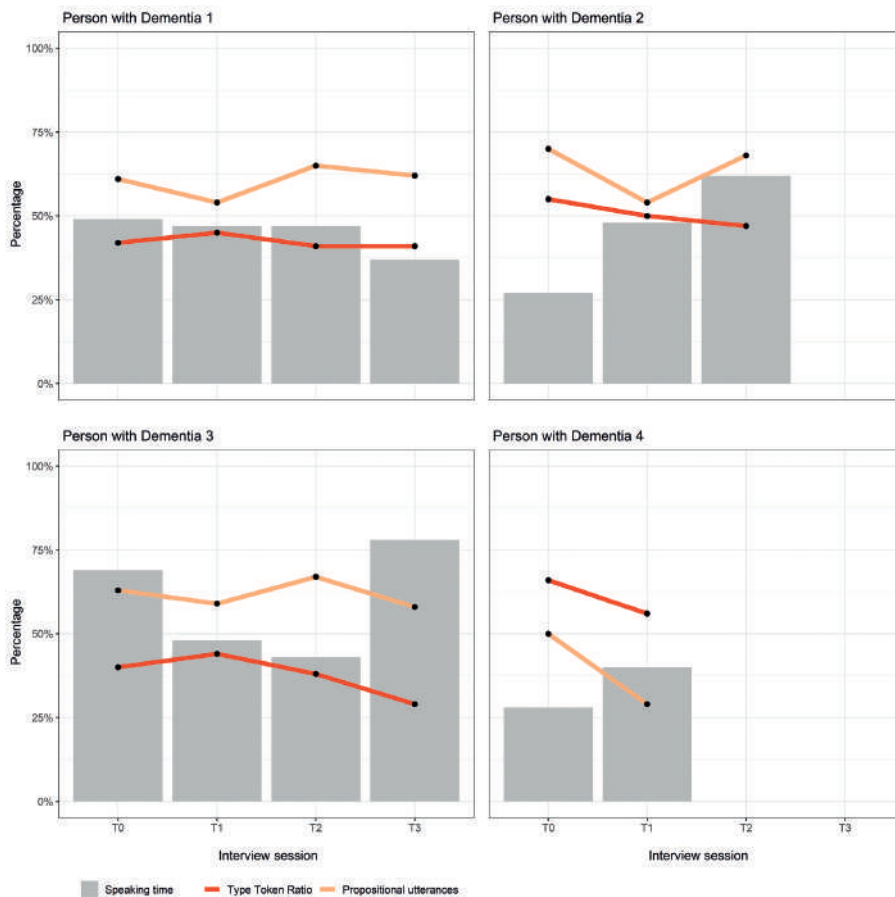 Person with Dementia 1
Person with Dementia 2
100%
75%
50%
25%
0%
Percentage
Person with Dementia 3
Person with Dementia 4
100%
75%
50%
25%
0%
Percentage
T0 T1 T2 T3
T0 T1 T2 T3
Interview session
Interview session
Speaking time Type Token Ratio Propositional utterances